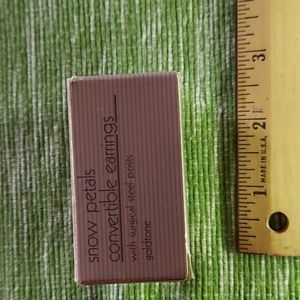 snow petals
convertible earrings
with surgical steel posts
goldtone
3
2
1
MADE IN U.S.A.